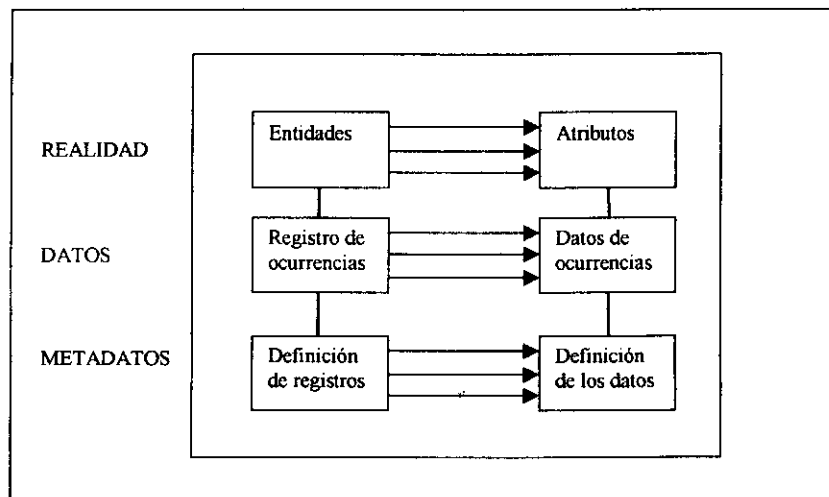 REALIDAD
Entidades
Atributos
DATOS
Registro de
ocurrencias
Datos de
ocurrencias
METADATOS
Definición
de registros
Definición
de los datos